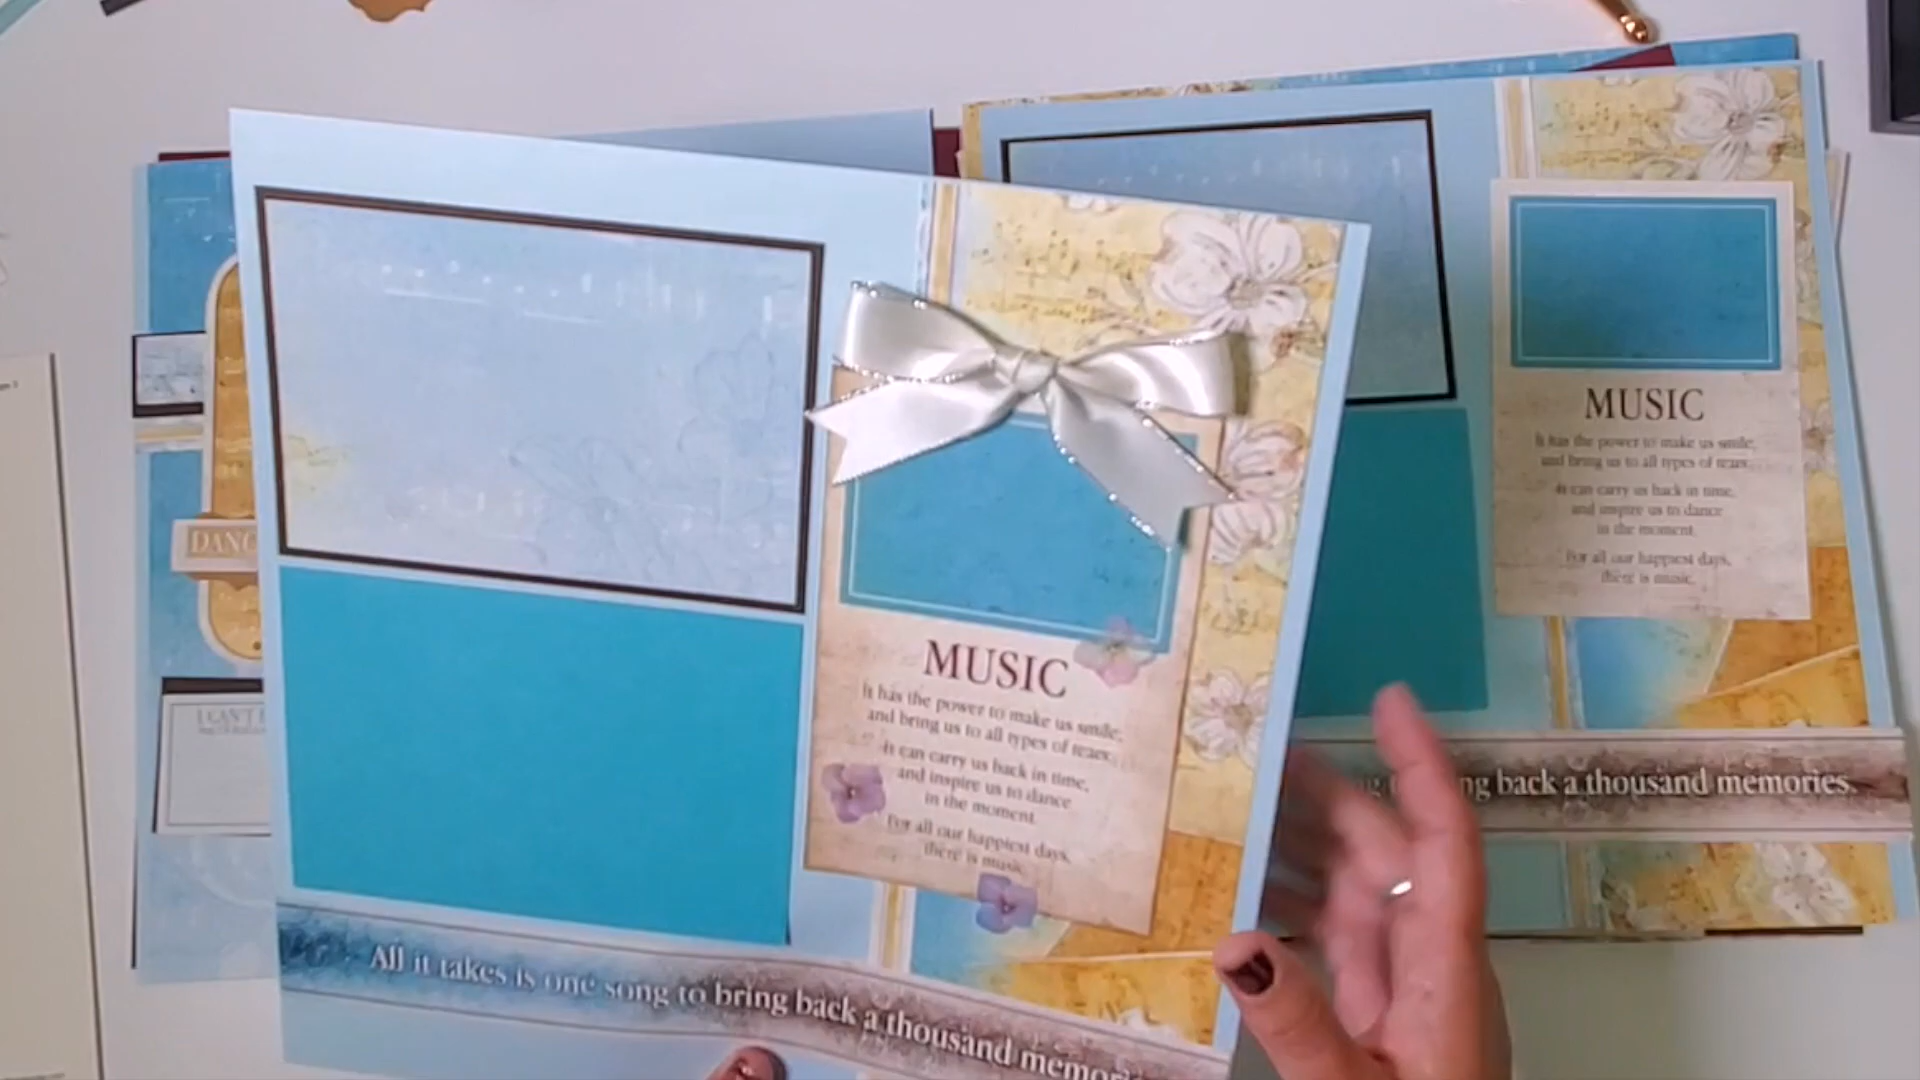 MUSIC
It has the power to make us smile,
and bring us to all types of tears.
It can carry us back in time,
and inspire us to dance
in the moment.
For all our happiest days,
there is music.
All it takes is one song to bring back a thousand
MUSIC
It has the power to make us smile,
and bring us to all types of tears.
It can carry us back in time,
and inspire us to dance
in the moment.
For all our happiest days,
there is music.
back a thousand memories.
I CAN'T